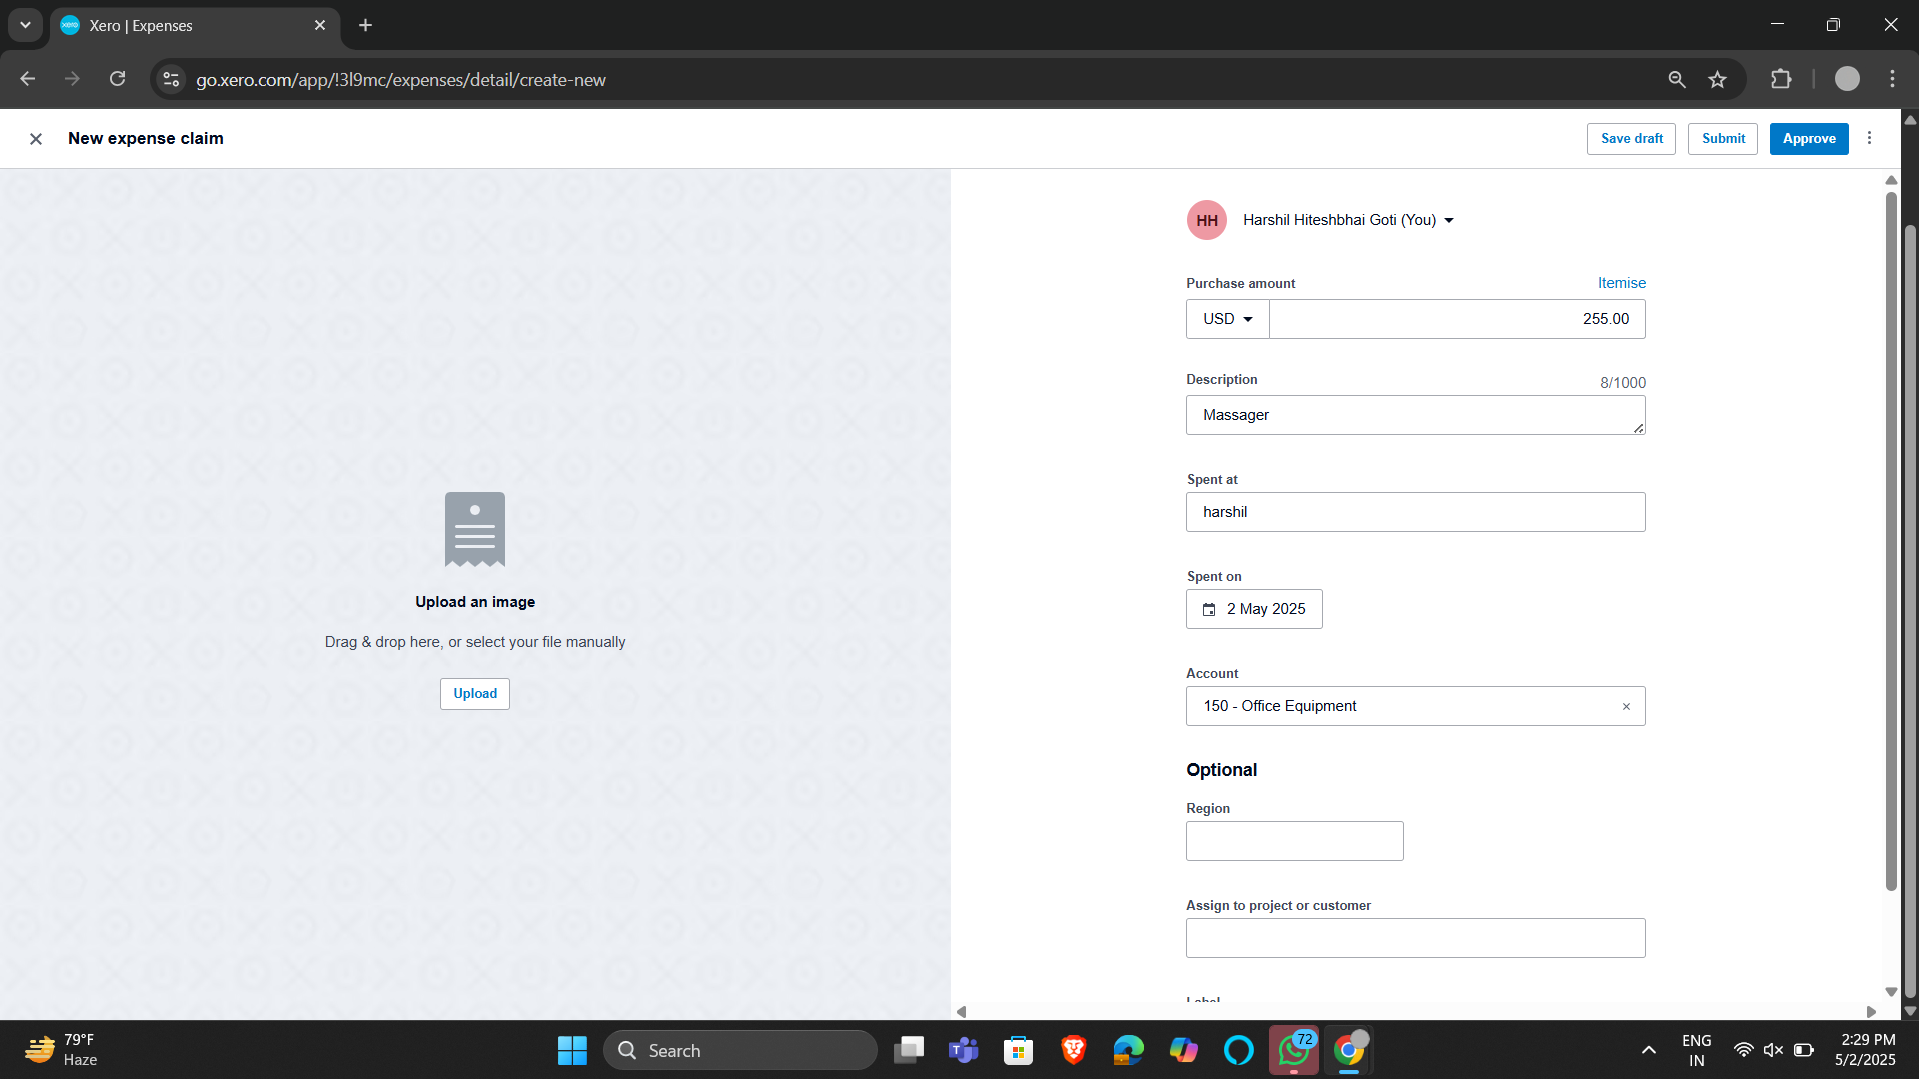 Xero | Expenses
go.xero.com/app/!3l9mc/expenses/detail/create-new
New expense claim
Save draft
Submit
Approve
HH
Harshil Hiteshbhai Goti (You)
Purchase amount
Itemise
USD
255.00
Description
8/1000
Massager
Spent at
harshil
Spent on
2 May 2025
Account
150 - Office Equipment
Optional
Region
Assign to project or customer
Label
Upload an image
Drag & drop here, or select your file manually
Upload
79°F
Haze
Search
72
ENG
IN
2:29 PM
5/2/2025